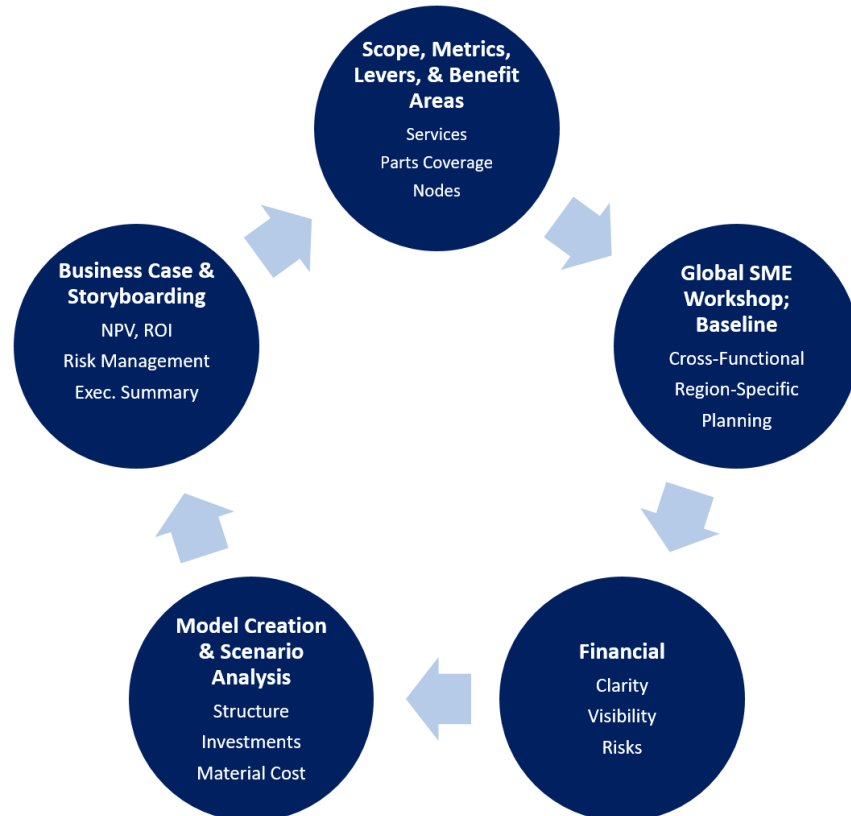 Scope, Metrics,
Levers, & Benefit
Areas
Services
Parts Coverage
Nodes
Global SME
Workshop;
Baseline
Cross-Functional
Region-Specific
Planning
Financial
Clarity
Visibility
Risks
Model Creation
& Scenario
Analysis
Structure
Investments
Material Cost
Business Case &
Storyboarding
NPV, ROI
Risk Management
Exec. Summary